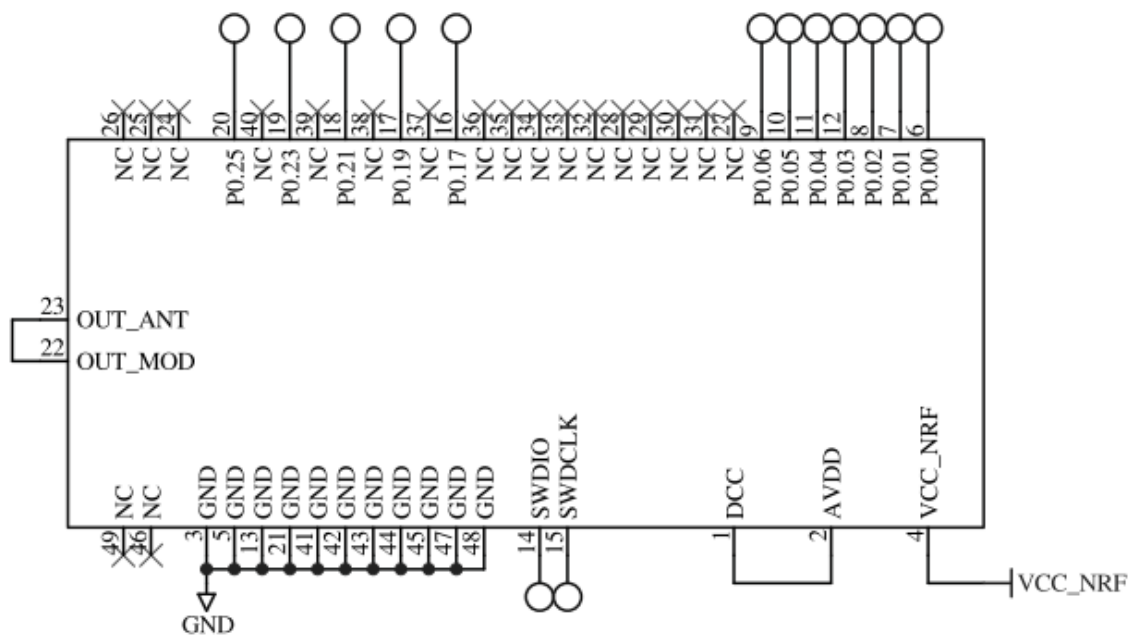 26 25 24 20 40 19 39 18 38 17 37 16 36 35 34 33 32 28 29 30 31 27 9 10 11 12 8 7 6
NC NC NC P0.25 NC P0.23 NC P0.21 NC P0.19 NC P0.17 NC NC NC NC NC NC NC NC NC NC P0.06 P0.05 P0.04 P0.03 P0.02 P0.01 P0.00
23 OUT_ANT
22 OUT_MOD
NC NC GND GND GND GND GND GND GND GND GND GND GND SWDIO SWDCLK DCC AVDD VCC_NRF
49 46 3 5 13 21 41 42 43 44 45 47 48 14 15 1 2 4
VCC_NRF
GND